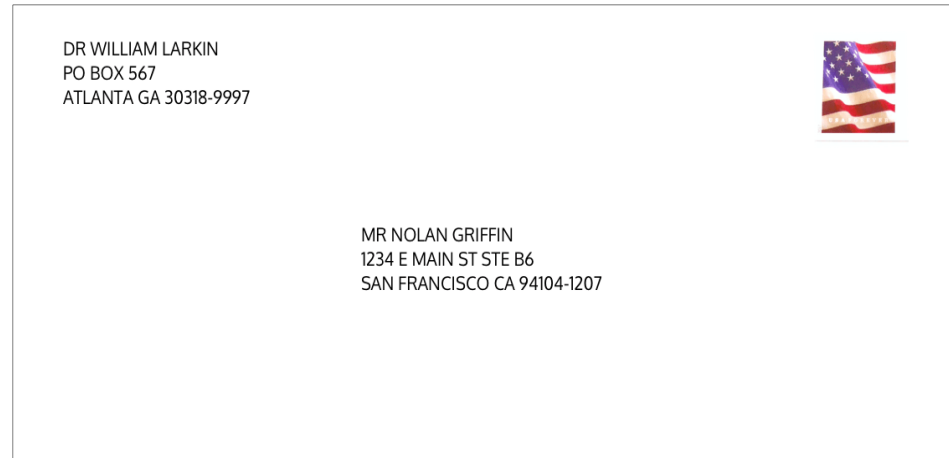 DR WILLIAM LARKIN
PO BOX 567
ATLANTA GA 30318-9997
MR NOLAN GRIFFIN
1234 E MAIN ST STE B6
SAN FRANCISCO CA 94104-1207